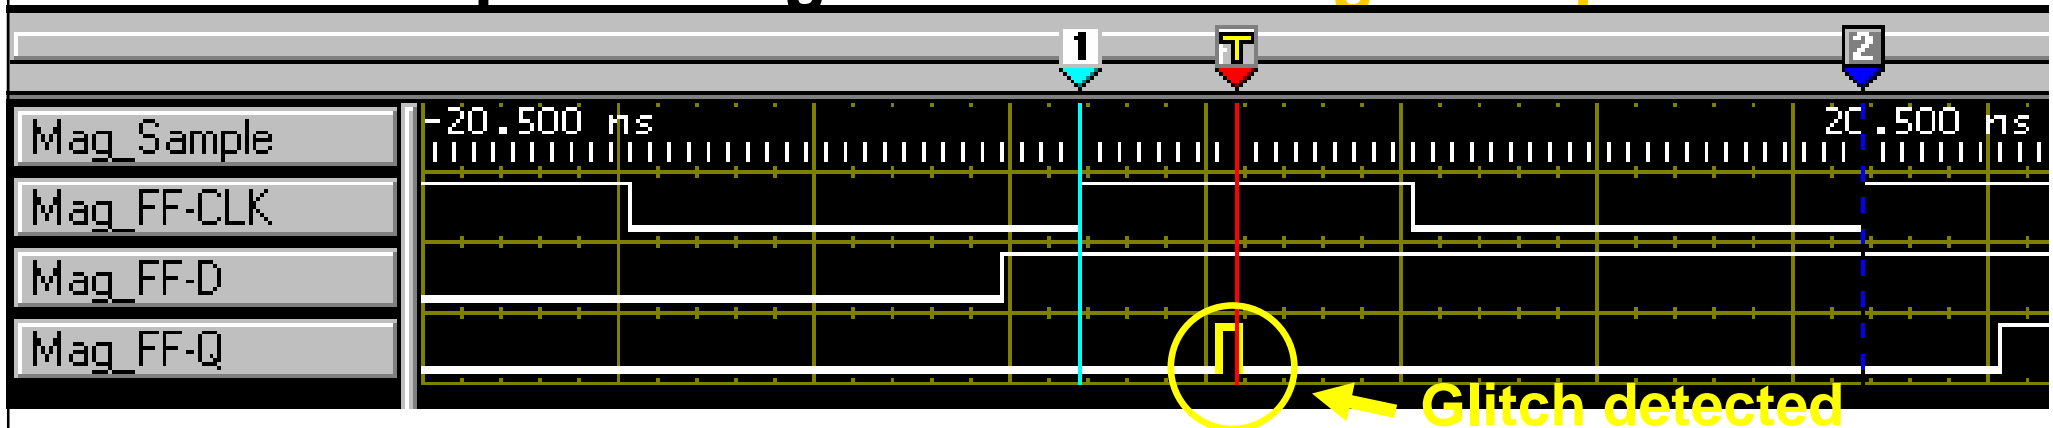 1 T 2
Mag_Sample -20.500 ns 20.500 ns
Mag_FF-CLK
Mag_FF-D
Mag_FF-Q
Glitch detected